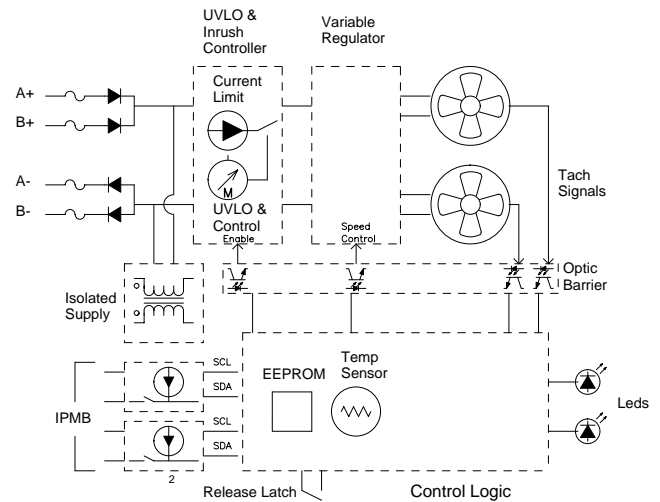 UVLO &
Inrush
Controller
Variable
Regulator
A+
B+
A-
B-
Current
Limit
M
UVLO &
Control
Enable
Speed
Control
Tach
Signals
Optic
Barrier
Isolated
Supply
IPMB
SCL
SDA
SCL
SDA
2
EEPROM
Temp
Sensor
Leds
Release Latch
Control Logic